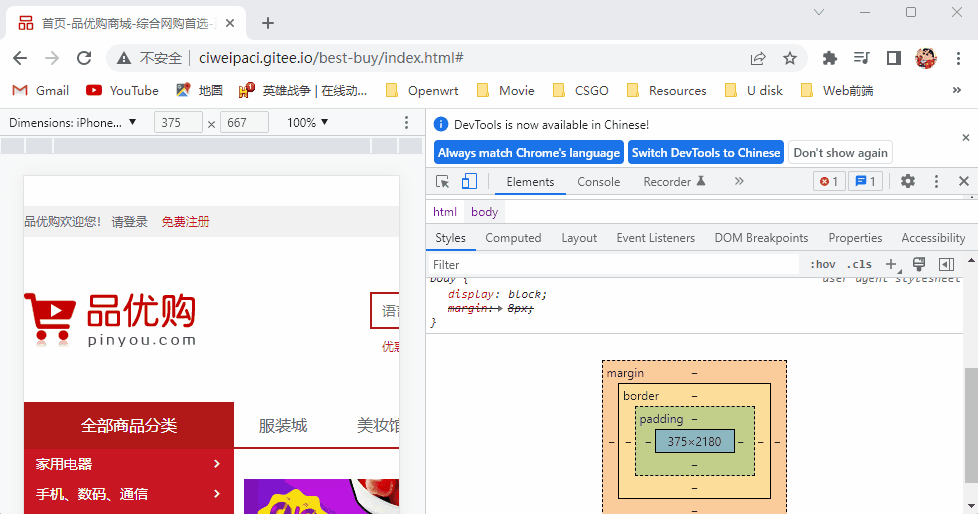 首页-品优购商城-综合网购首选-
不安全 ciweipaci.gitee.io/best-buy/index.html#
Gmail YouTube 地圖 英雄战争 | 在线动... Openwrt Movie CSGO Resources U disk Web前端 »
Dimensions: iPhone... ▼ 375 × 667 100% ▼
DevTools is now available in Chinese!
Always match Chrome's language Switch DevTools to Chinese Don't show again
Elements Console Recorder » 1 1
html body
Styles Computed Layout Event Listeners DOM Breakpoints Properties Accessibility
Filter :hov .cls +
body { user agent stylesheet
display: block;
margin: 8px;
}
margin –
border –
padding –
– – – 375×2180 – – –
–
–
–
品优购欢迎您! 请登录 免费注册
品优购
pinyou.com
语
优惠
全部商品分类 服装城 美妆馆
家用电器
手机、数码、通信